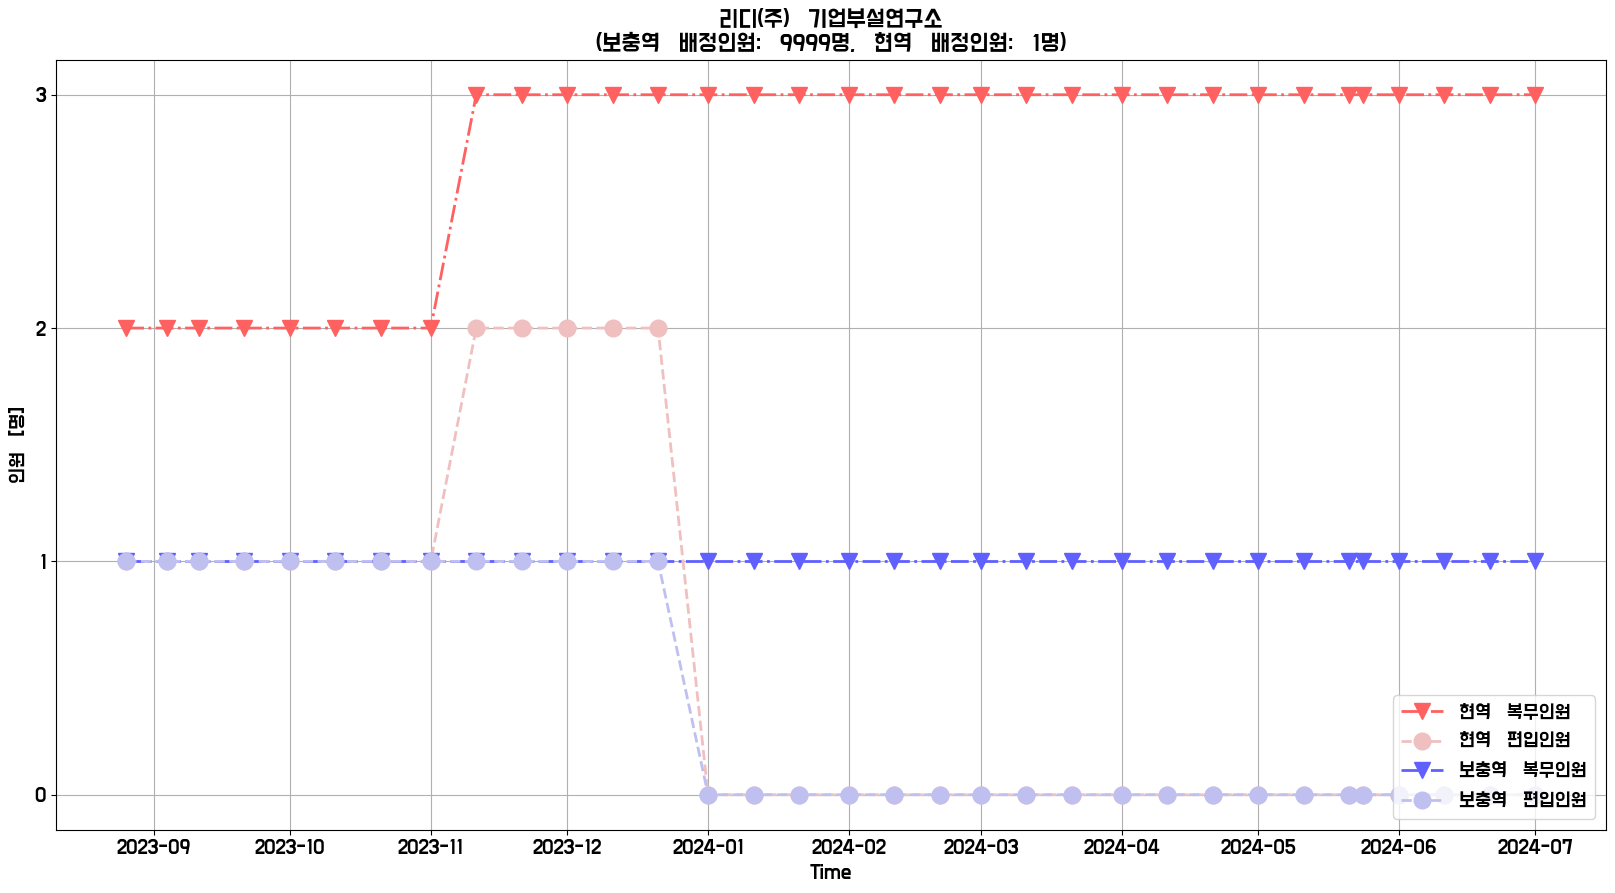 리디(주) 기업부설연구소
(보충역 배정인원: 9999명, 현역 배정인원: 1명)
3
2
1
0
인원 [명]
2023-09 2023-10 2023-11 2023-12 2024-01 2024-02 2024-03 2024-04 2024-05 2024-06 2024-07
Time
현역 복무인원
현역 편입인원
보충역 복무인원
보충역 편입인원